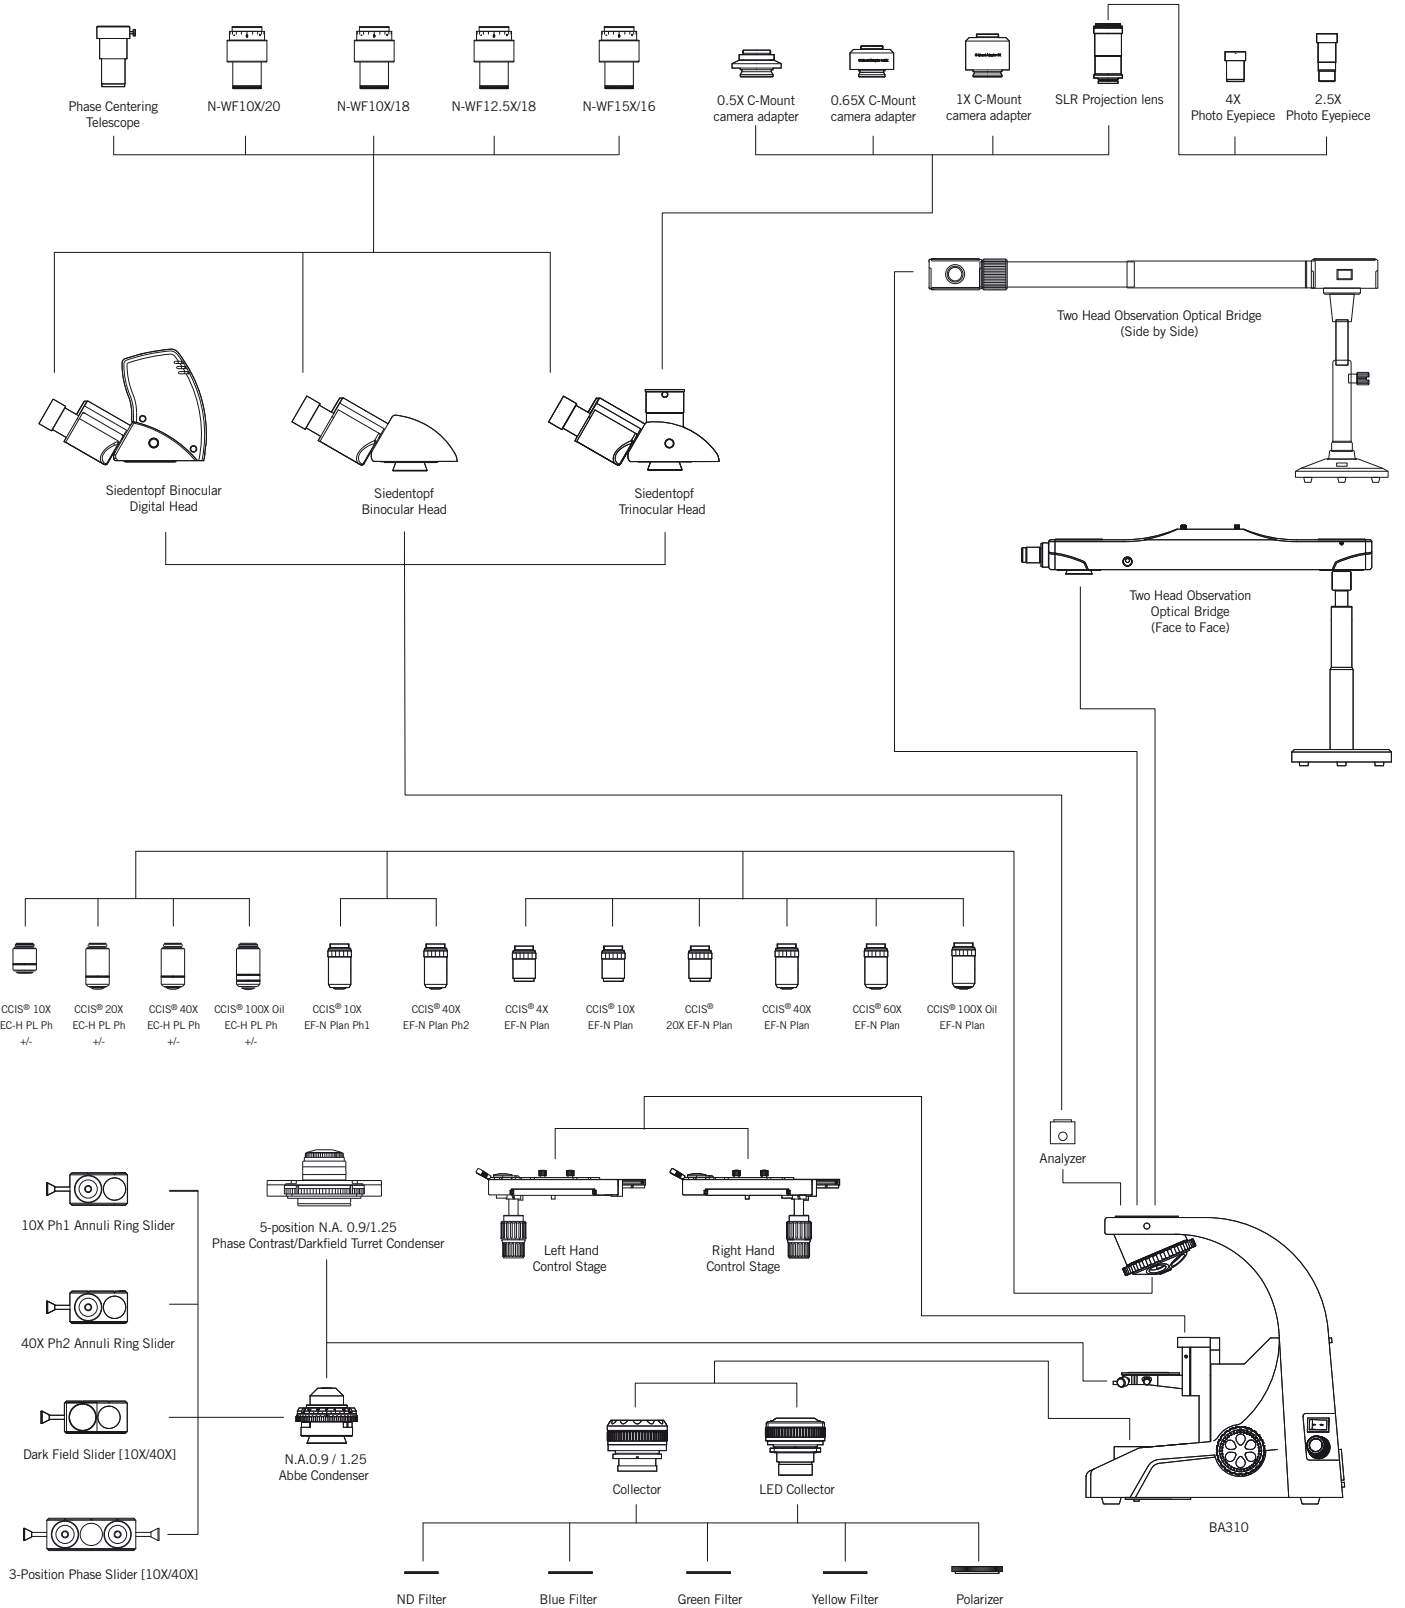 Phase Centering
Telescope
N-WF10X/20
N-WF10X/18
N-WF12.5X/18
N-WF15X/16
0.5X C-Mount
camera adapter
0.65X C-Mount
camera adapter
1X C-Mount
camera adapter
SLR Projection lens
4X
Photo Eyepiece
2.5X
Photo Eyepiece
Two Head Observation Optical Bridge
(Side by Side)
Siedentopf Binocular
Digital Head
Siedentopf
Binocular Head
Siedentopf
Trinocular Head
Two Head Observation
Optical Bridge
(Face to Face)
CCIS® 10X
EC-H PL Ph
+/-
CCIS® 20X
EC-H PL Ph
+/-
CCIS® 40X
EC-H PL Ph
+/-
CCIS® 100X Oil
EC-H PL Ph
+/-
CCIS® 10X
EF-N Plan Ph1
CCIS® 40X
EF-N Plan Ph2
CCIS® 4X
EF-N Plan
CCIS® 10X
EF-N Plan
CCIS®
20X EF-N Plan
CCIS® 40X
EF-N Plan
CCIS® 60X
EF-N Plan
CCIS® 100X Oil
EF-N Plan
Analyzer
10X Ph1 Annuli Ring Slider
5-position N.A. 0.9/1.25
Phase Contrast/Darkfield Turret Condenser
Left Hand
Control Stage
Right Hand
Control Stage
40X Ph2 Annuli Ring Slider
Dark Field Slider [10X/40X]
N.A.0.9 / 1.25
Abbe Condenser
Collector
LED Collector
BA310
3-Position Phase Slider [10X/40X]
ND Filter
Blue Filter
Green Filter
Yellow Filter
Polarizer